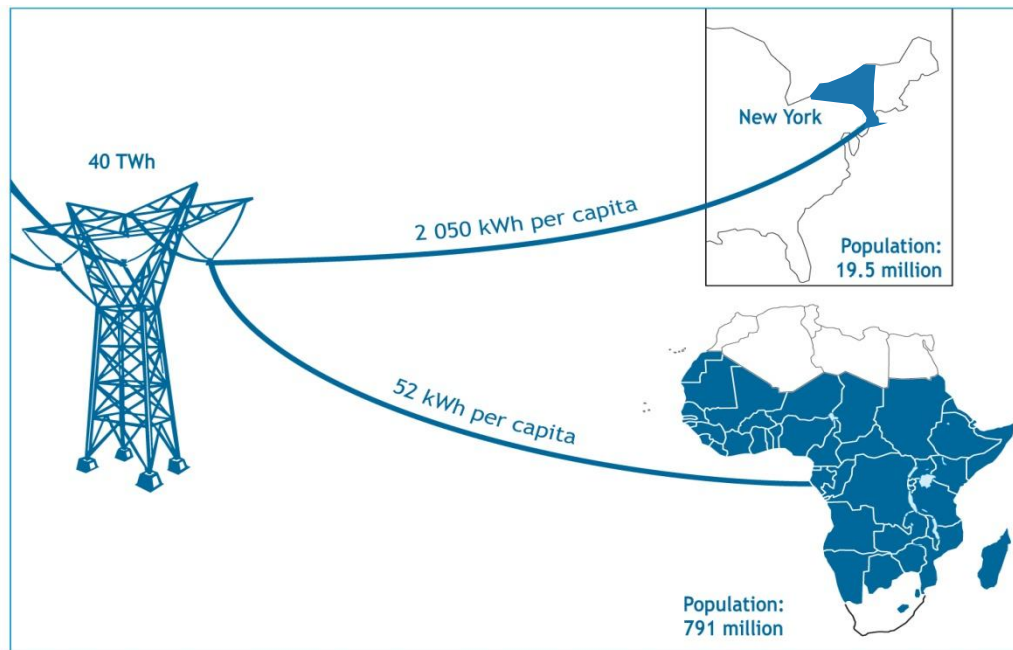 New York
40 TWh
2 050 kWh per capita
Population:
19.5 million
52 kWh per capita
Population:
791 million